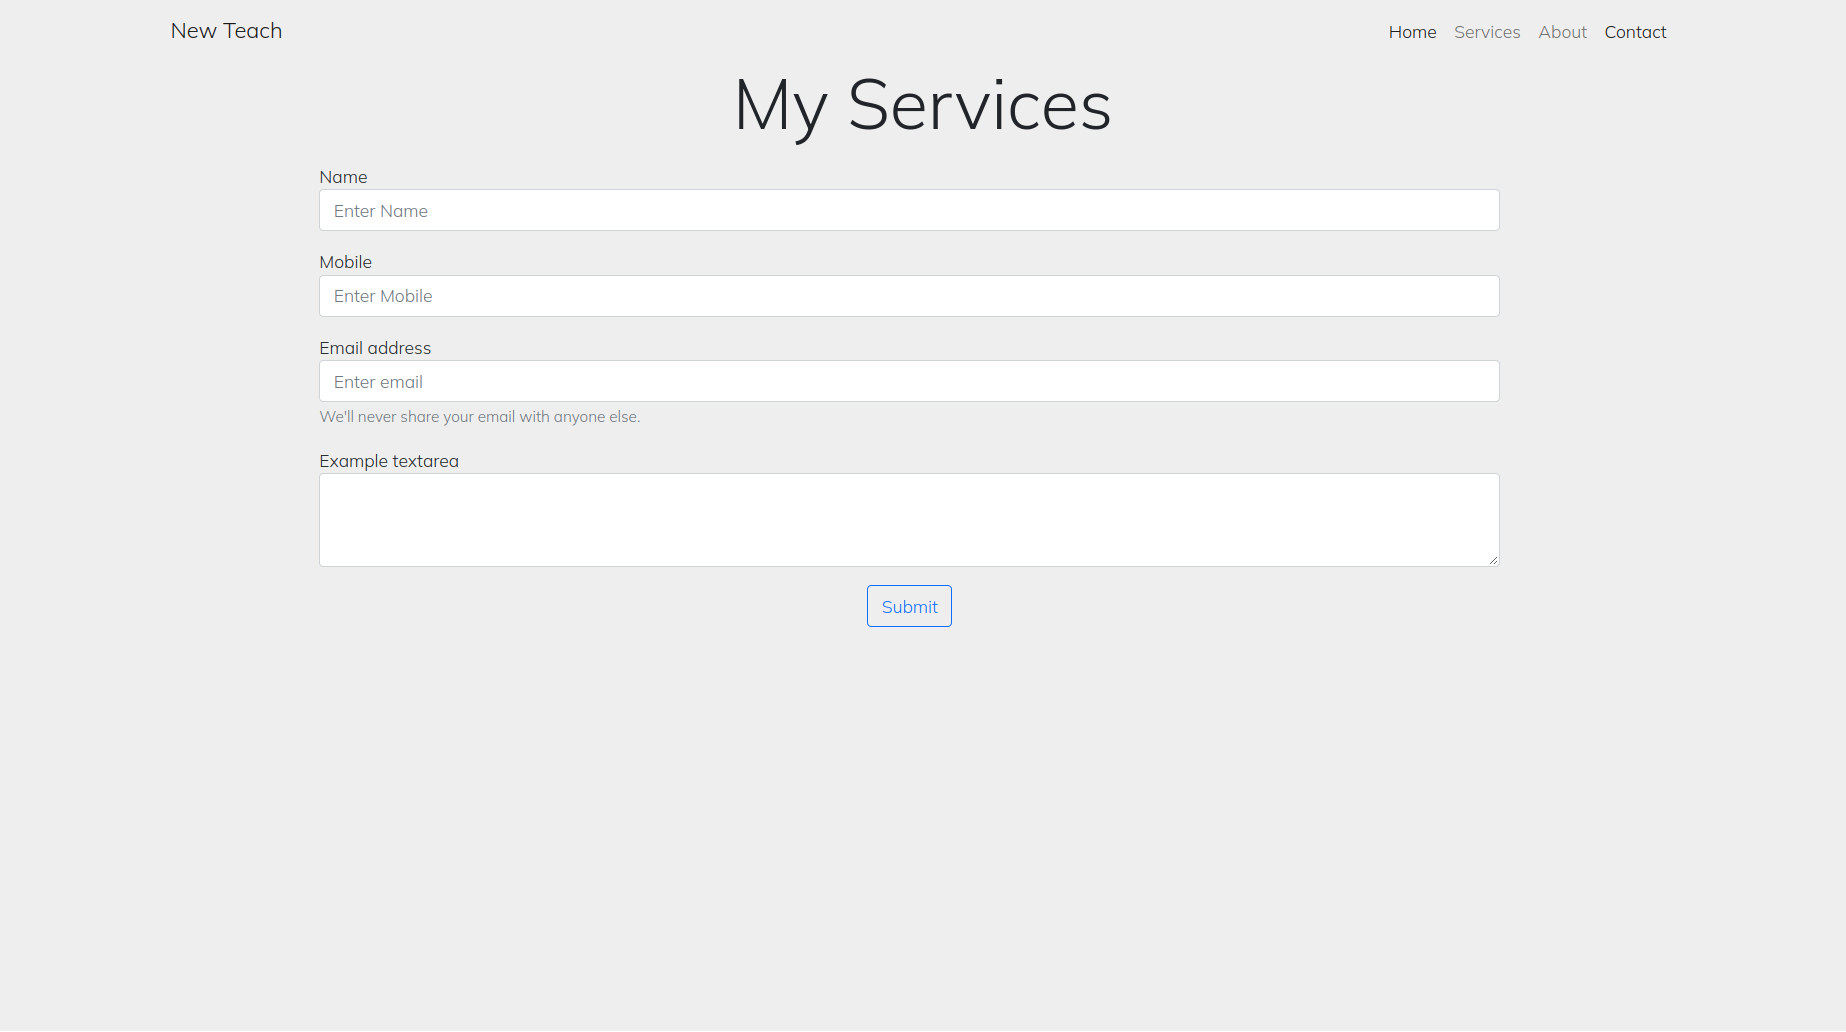 New Teach
Home Services About Contact
My Services
Name
Enter Name
Mobile
Enter Mobile
Email address
Enter email
We'll never share your email with anyone else.
Example textarea
Submit